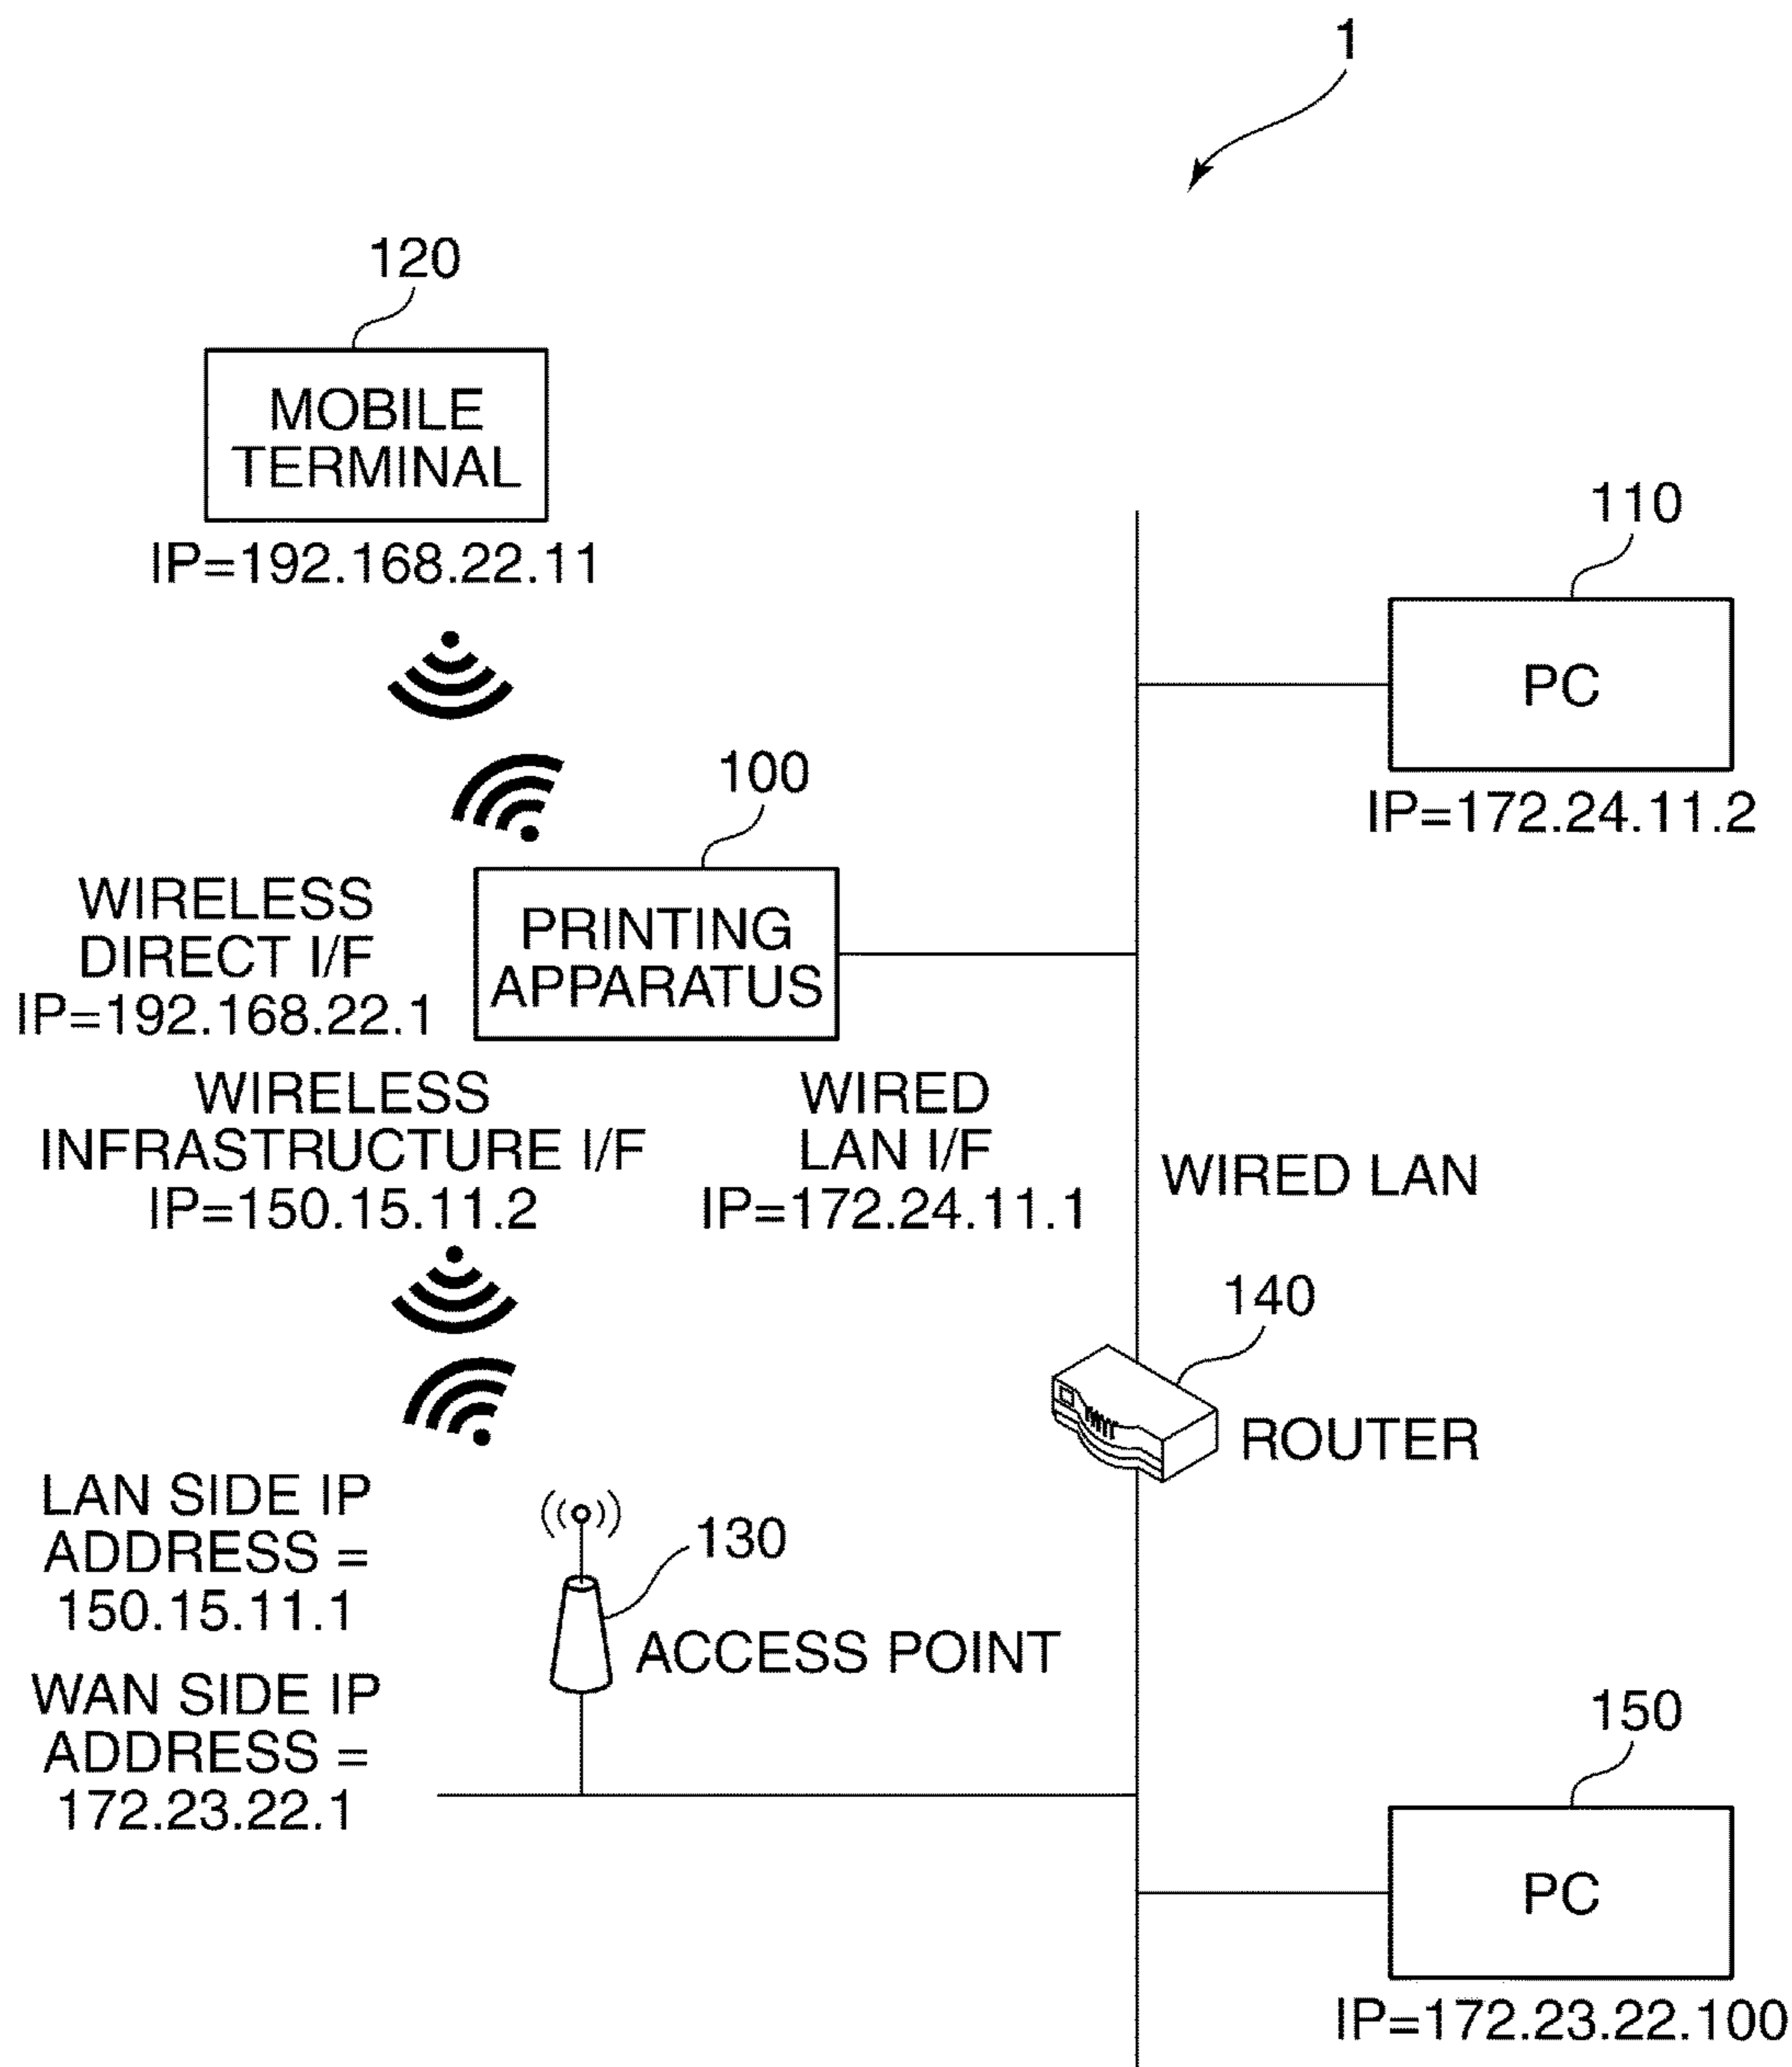 1
120
MOBILE
TERMINAL
IP=192.168.22.11
110
PC
IP=172.24.11.2
100
PRINTING
APPARATUS
WIRELESS
DIRECT I/F
IP=192.168.22.1
WIRELESS
INFRASTRUCTURE I/F
IP=150.15.11.2
WIRED
LAN I/F
IP=172.24.11.1
WIRED LAN
140
ROUTER
LAN SIDE IP
ADDRESS =
150.15.11.1
130
ACCESS POINT
WAN SIDE IP
ADDRESS =
172.23.22.1
150
PC
IP=172.23.22.100